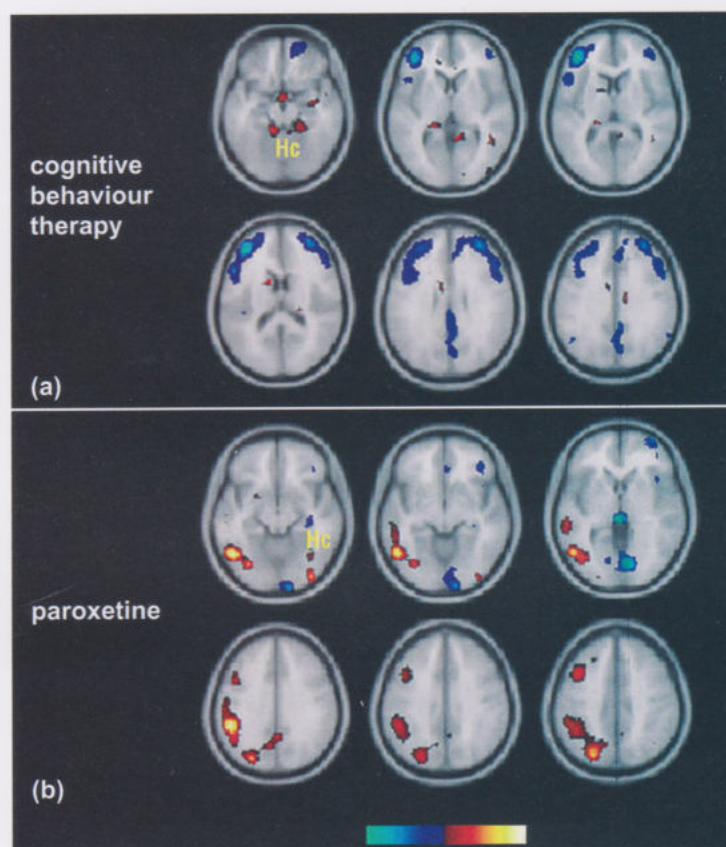 Hc
cognitive
behaviour
therapy
(a)
Hc
paroxetine
(b)